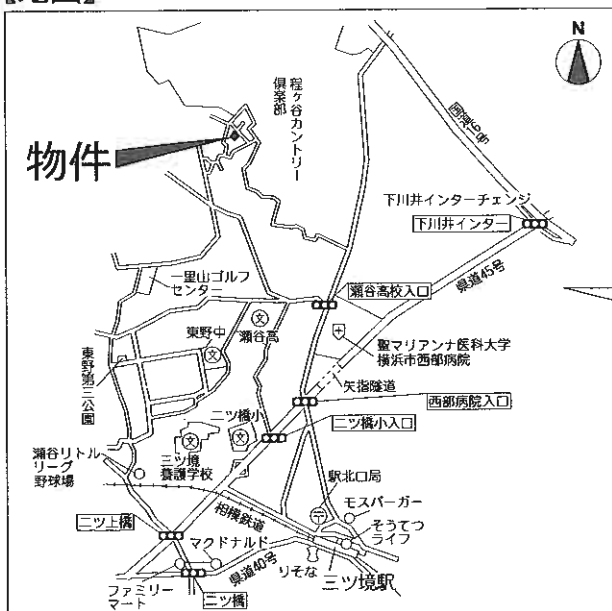 N
程ヶ谷カントリー
倶楽部
物件
下川井インターチェンジ
下川井インター
県道45号
一里山ゴルフ
センター
瀬谷高校入口
東野中
瀬谷高
聖マリアンナ医科大学
横浜市西部病院
東野第三公園
矢指隧道
西部病院入口
二ツ橋小
二ツ橋小入口
三ツ境
養護学校
瀬谷リトル
リーグ
野球場
駅北口局
モスバーガー
相模鉄道
そうてつ
ライフ
二ツ上橋
マクドナルド
県道40号
りそな
三ツ境駅
ファミリー
マート
三ツ橋